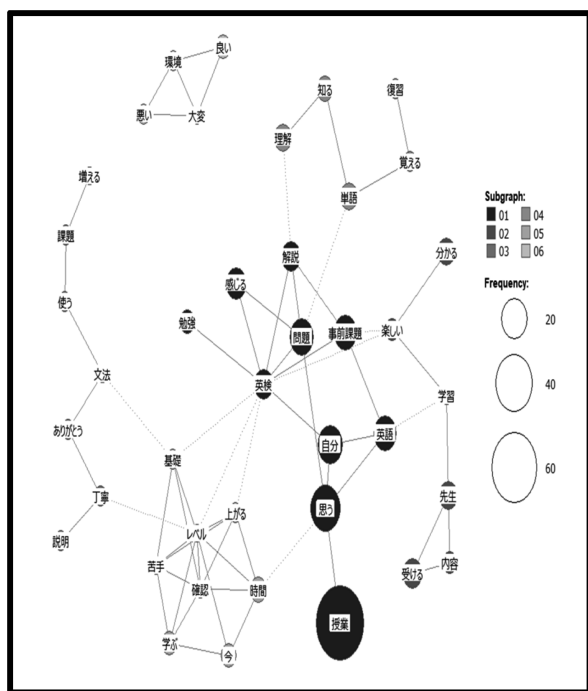 良い
環境
悪い
大変
知る
復習
理解
覚える
単語
増える
課題
使う
解説
感じる
分かる
勉強
問題
事前課題
楽しい
文法
英検
学習
ありがとう
自分
英語
基礎
丁寧
先生
説明
上がる
思う
レベル
苦手
確認
時間
受ける
内容
学ぶ
今
授業
Subgraph:
01 04
02 05
03 06
Frequency:
20
40
60